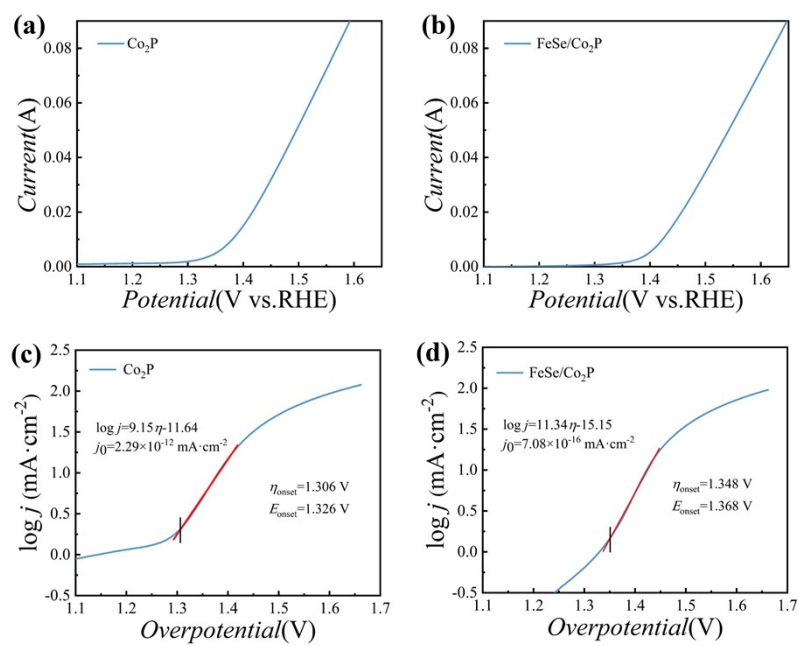 (a)
Co₂P
Current(A)
0.08
0.06
0.04
0.02
0.00
1.1 1.2 1.3 1.4 1.5 1.6
Potential(V vs.RHE)
(b)
FeSe/Co₂P
Current(A)
0.08
0.06
0.04
0.02
0.00
1.1 1.2 1.3 1.4 1.5 1.6
Potential(V vs.RHE)
(c)
Co₂P
log j (mA·cm⁻²)
2.5
2.0
1.5
1.0
0.5
0.0
-0.5
log j=9.15η-11.64
j₀=2.29×10⁻¹² mA·cm⁻²
η_onset=1.306 V
E_onset=1.326 V
1.1 1.2 1.3 1.4 1.5 1.6 1.7
Overpotential(V)
(d)
FeSe/Co₂P
log j (mA·cm⁻²)
2.5
2.0
1.5
1.0
0.5
0.0
-0.5
log j=11.34η-15.15
j₀=7.08×10⁻¹⁶ mA·cm⁻²
η_onset=1.348 V
E_onset=1.368 V
1.1 1.2 1.3 1.4 1.5 1.6 1.7
Overpotential(V)